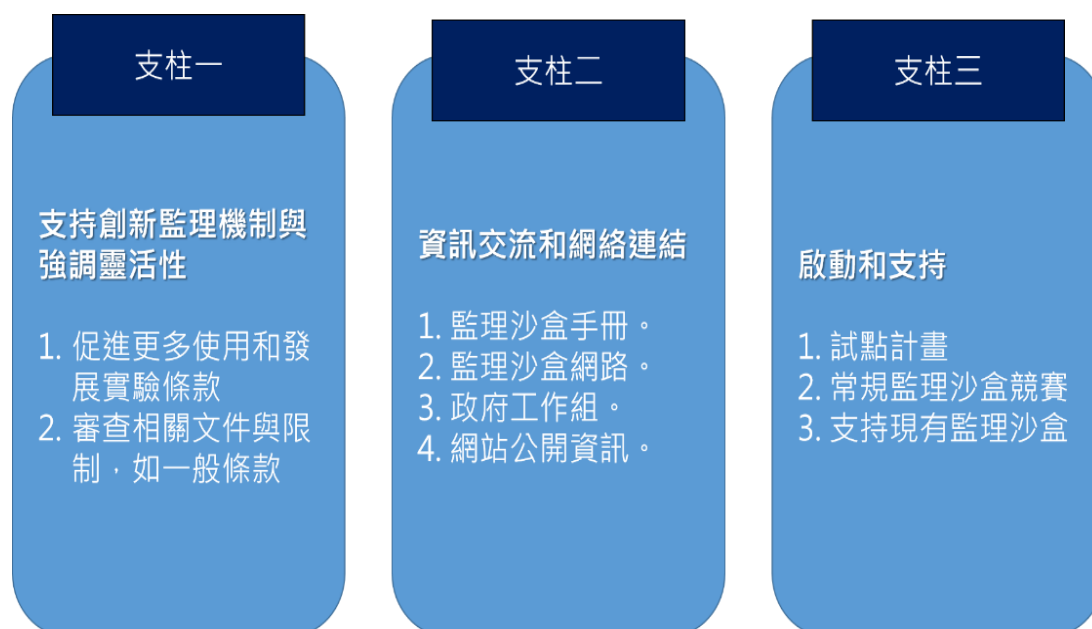 支柱一
支持創新監理機制與
強調靈活性
1. 促進更多使用和發
展實驗條款
2. 審查相關文件與限
制，如一般條款
支柱二
資訊交流和網絡連結
1. 監理沙盒手冊。
2. 監理沙盒網路。
3. 政府工作組。
4. 網站公開資訊。
支柱三
啟動和支持
1. 試點計畫
2. 常規監理沙盒競賽
3. 支持現有監理沙盒